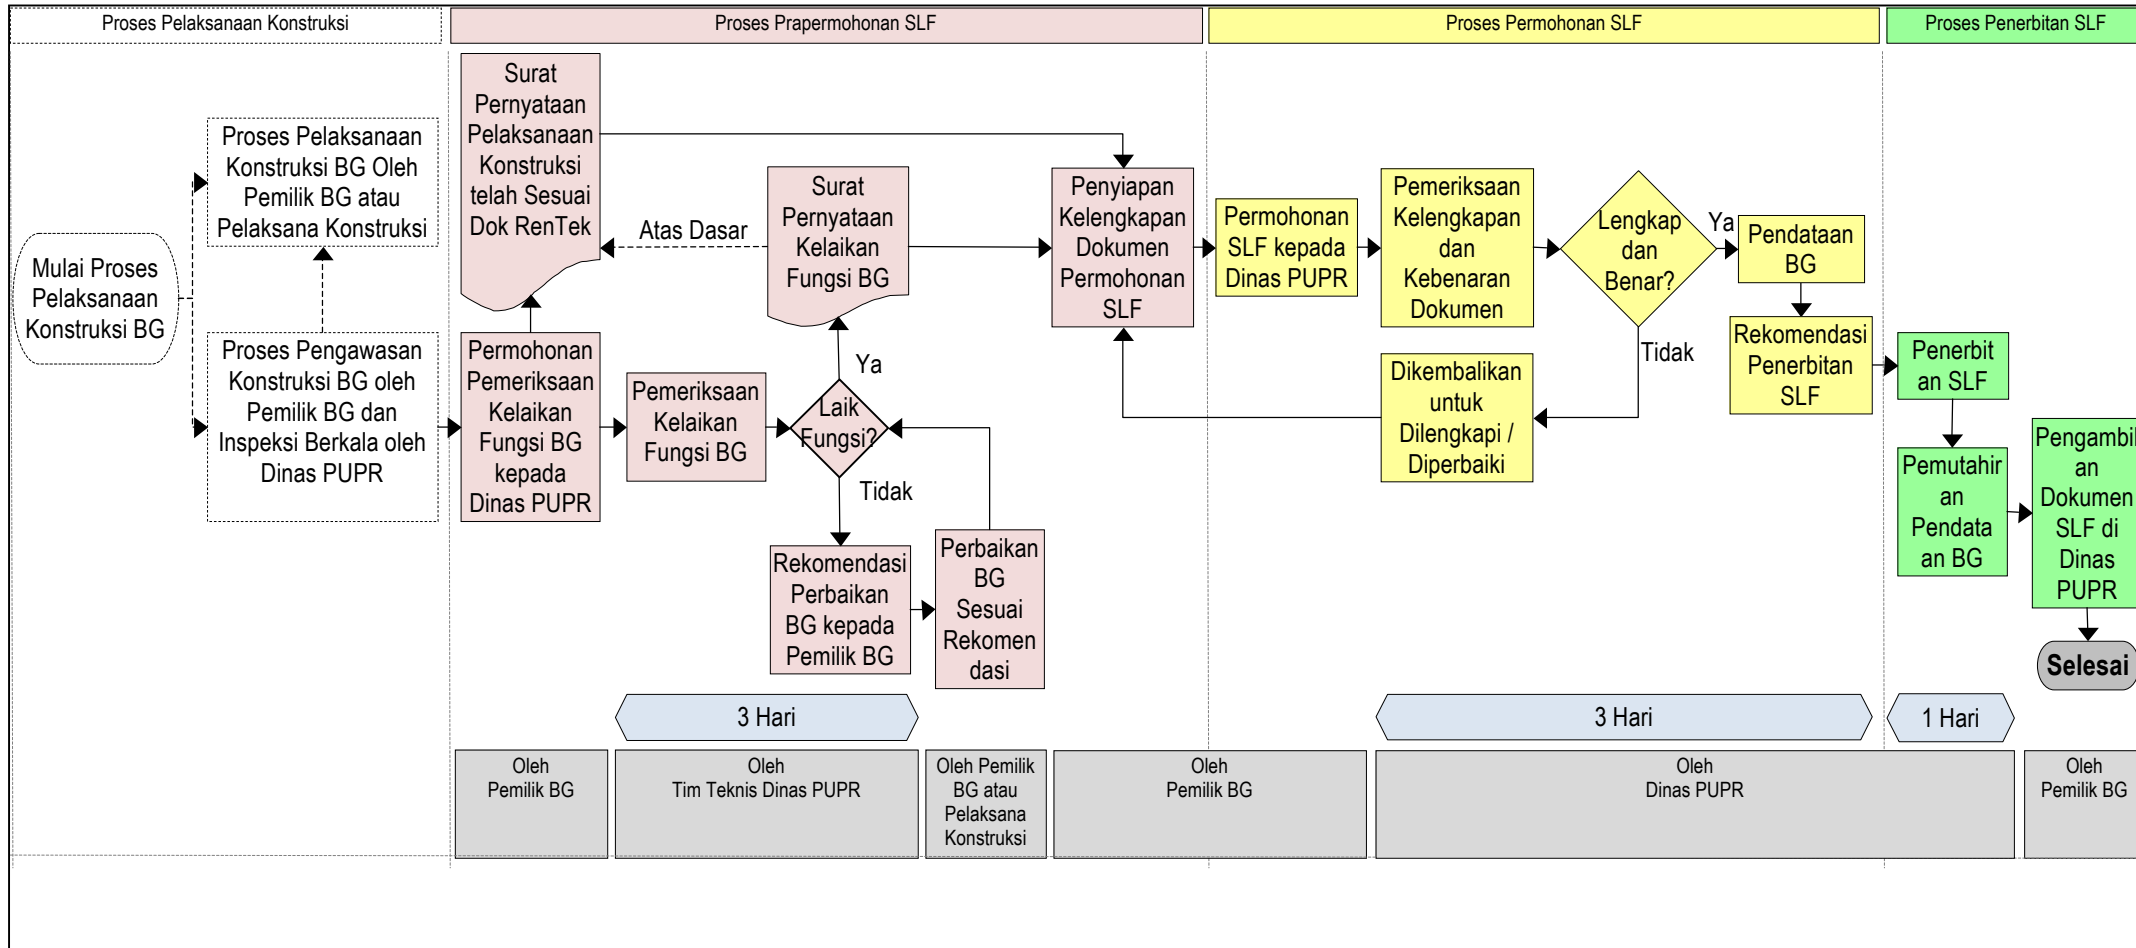 Proses Pelaksanaan Konstruksi
Proses Prapermohonan SLF
Proses Permohonan SLF
Proses Penerbitan SLF
Mulai Proses
Pelaksanaan
Konstruksi BG
Proses Pelaksanaan
Konstruksi BG Oleh
Pemilik BG atau
Pelaksana Konstruksi
Proses Pengawasan
Konstruksi BG oleh
Pemilik BG dan
Inspeksi Berkala oleh
Dinas PUPR
Surat
Pernyataan
Pelaksanaan
Konstruksi
telah Sesuai
Dok RenTek
Permohonan
Pemeriksaan
Kelaikan
Fungsi BG
kepada
Dinas PUPR
Pemeriksaan
Kelaikan
Fungsi BG
Atas Dasar
Surat
Pernyataan
Kelaikan
Fungsi BG
Ya
Laik
Fungsi?
Tidak
Rekomendasi
Perbaikan
BG kepada
Pemilik BG
Perbaikan
BG
Sesuai
Rekomen
dasi
Penyiapan
Kelengkapan
Dokumen
Permohonan
SLF
Permohonan
SLF kepada
Dinas PUPR
Pemeriksaan
Kelengkapan
dan
Kebenaran
Dokumen
Lengkap
dan
Benar?
Ya
Tidak
Dikembalikan
untuk
Dilengkapi /
Diperbaiki
Pendataan
BG
Rekomendasi
Penerbitan
SLF
Penerbit
an SLF
Pemutahir
an
Pendata
an BG
Pengambil
an
Dokumen
SLF di
Dinas
PUPR
Selesai
3 Hari
3 Hari
1 Hari
Oleh
Pemilik BG
Oleh
Tim Teknis Dinas PUPR
Oleh Pemilik
BG atau
Pelaksana
Konstruksi
Oleh
Pemilik BG
Oleh
Dinas PUPR
Oleh
Pemilik BG